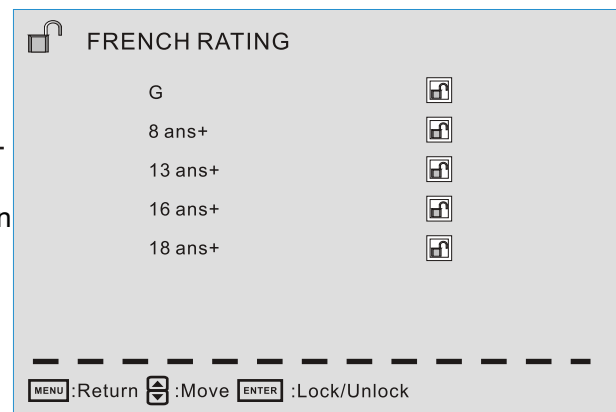 FRENCH RATING
G
8 ans+
13 ans+
16 ans+
18 ans+
MENU :Return :Move ENTER :Lock/Unlock